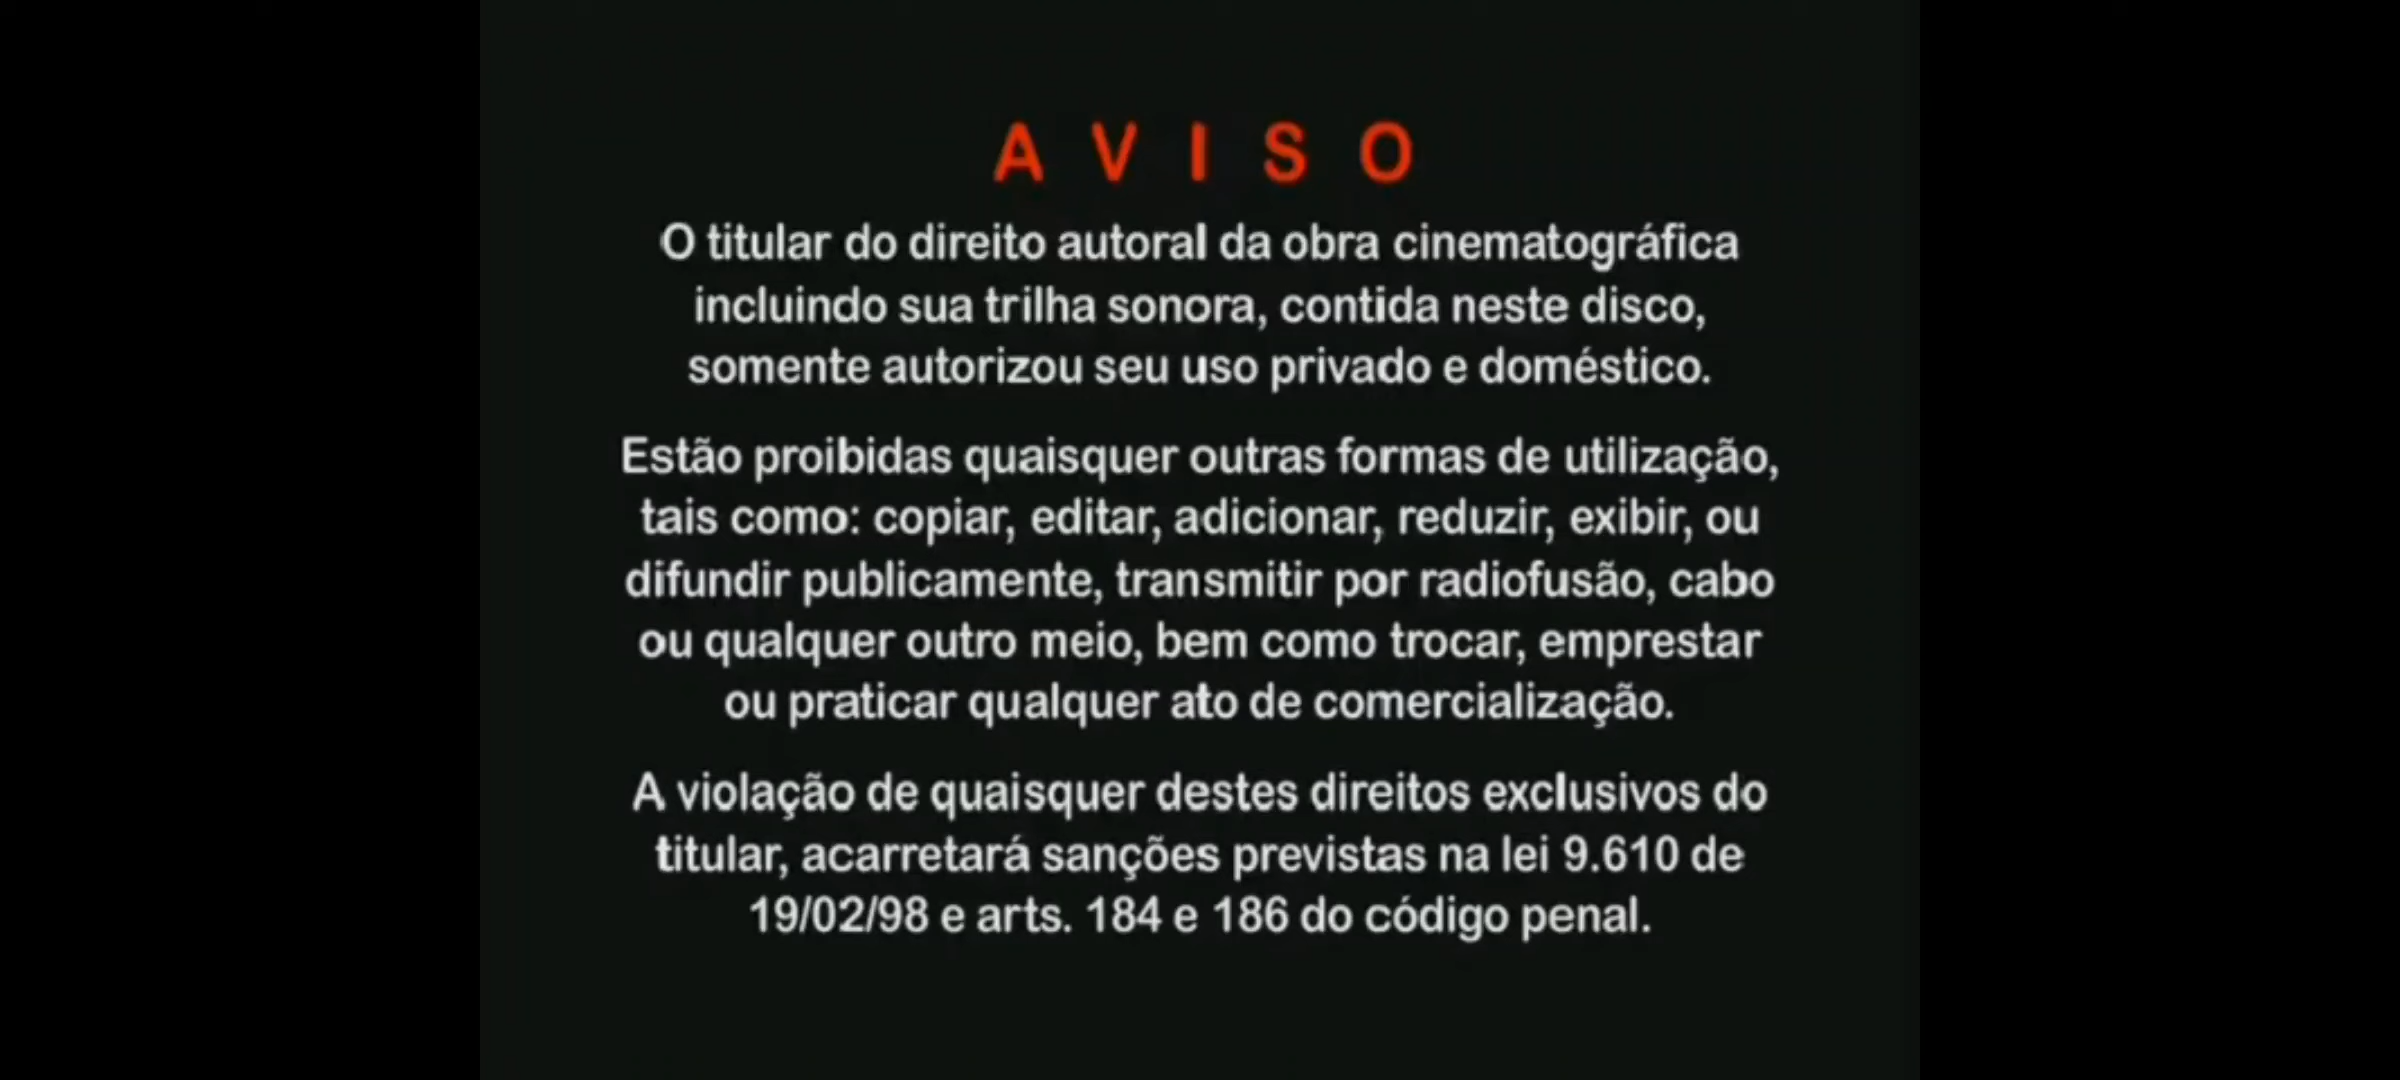 A V I S O
O titular do direito autoral da obra cinematográfica
incluindo sua trilha sonora, contida neste disco,
somente autorizou seu uso privado e doméstico.
Estão proibidas quaisquer outras formas de utilização,
tais como: copiar, editar, adicionar, reduzir, exibir, ou
difundir publicamente, transmitir por radiofusão, cabo
ou qualquer outro meio, bem como trocar, emprestar
ou praticar qualquer ato de comercialização.
A violação de quaisquer destes direitos exclusivos do
titular, acarretará sanções previstas na lei 9.610 de
19/02/98 e arts. 184 e 186 do código penal.